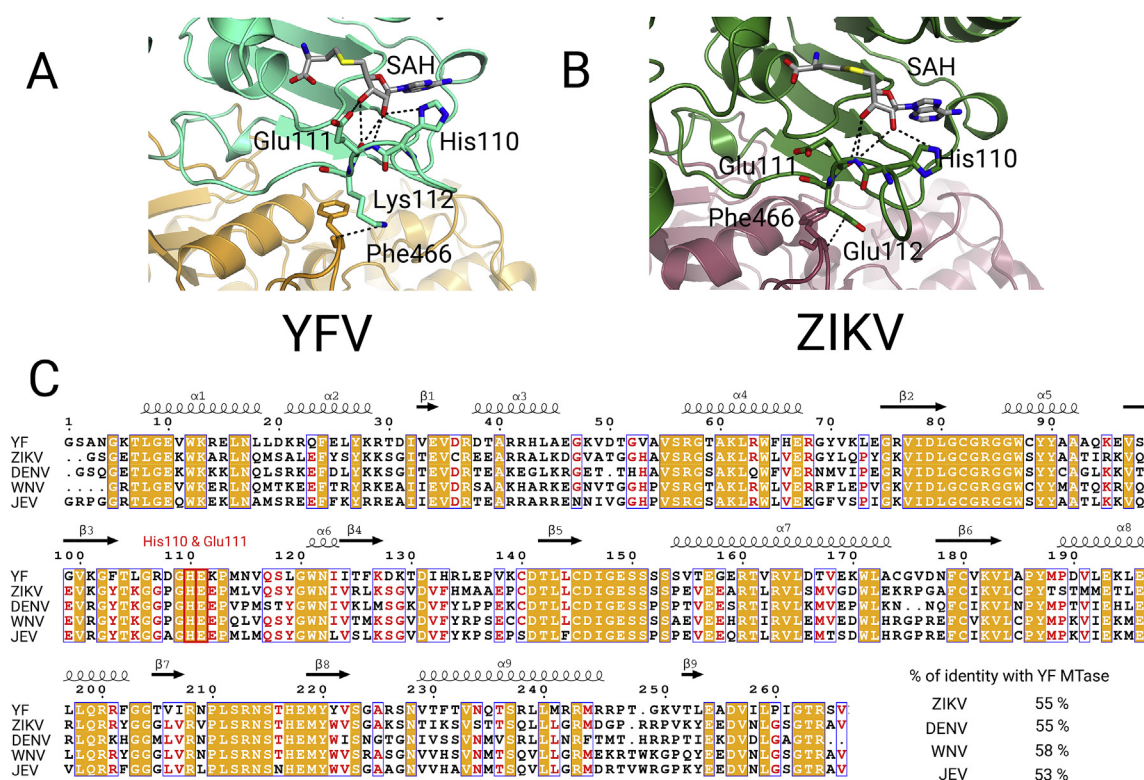 A
B
SAH
SAH
Glu111
His110
Glu111
His110
Lys112
Phe466
Phe466
Glu112
YFV
ZIKV
C
α1 α2 β1 α3 α4 β2 α5
1 10 20 30 40 50 60 70 80 90
YF GSANGKTLGEVWKRELNLLDKRQFELYKRTDIVEVDRDTARRHLAEGKVDTGVAVSRGTAKLRWFHERGYVKLEGRVIDLGCGRGGWCYYAAAQKEVS
ZIKV ..GSGETLGEKWKARLNQMSALEFYSYKKSGITEVCREEARRALKDGVATGGHAVSRGSAKLRWLVERGYLQPYGKVIDLGCGRGGWSYYAATIRKVQ
DENV .GSQGETLGEKWKKKLNQLSRKEFDLYKKSGITEVDRTEAKEGLKRGET.THHAVSRGSAKLQWFVERNMVIPEGRVIDLGCGRGGWSYYCAGLKKVT
WNV ....GRTLGEVWKERLNQMTKEEFTRYRKEAIIEVDRSAAKHARKEGNVTGGHPVSRGTAKLRWLVERRFLEPVGKVIDLGCGRGGWCYYMATQKRVQ
JEV GRPGGRTLGEQWKEKLNAMSREEFFKYRREAIIEVDRTEARRARRENNIVGGHPVSRGSAKLRWLVEKGFVSPIGKVIDLGCGRGGWSYYAATLKKVQ
β3 His110 & Glu111 α6 β4 β5 α7 β6 α8
100 110 120 130 140 150 160 170 180 190
YF GVKGFTLGRDGHEKPMNVQSLGWNIITFKDKTDIHRLEPVKCDTLLCDIGESSSSSVTEGERTVRVLDTVEKWLACGVDNFCVKVLAPYMPDVLEKLE
ZIKV EVKGYTKGGPGHEEPMLVQSYGWNIVRLKSGVDVFHMAAEPCDTLLCDIGESSSSPEVEEARTLRVLSMVGDWLEKRPGAFCIKVLCPYTSTMMETLE
DENV EVRGYTKGGPGHEEPVPMSTYGWNIVKLMSGKDVFYLPPEKCDTLLCDIGESSPSPTVEESRTIRVLKMVEPWLKN.NQFCIKVLNPYMPTVIEHLE
WNV EVRGYTKGGPGHEEPQLVQSYGWNIVTMKSGVDVFYRPSECCDTLLCDIGESSSSAEVEEHRTIRVLEMVEDWLHRGPREFCVKVLCPYMPKVIEKME
JEV EVRGYTKGGAGHEEPMLMQSYGWNLVSLKSGVDVFYKPSEPSDTLFCDIGESSPSPEVEEQRTLRVLEMTSDWLHRGPREFCIKVLCPYMPKVIEKME
β7 β8 α9 β9
200 210 220 230 240 250 260
YF LLQRRFGGTVIRNPLSRNSTHEMYYVSGARSNVTFTVNQTSRLLMRRMRRPT.GKVTLEADVILPIGTRSV
ZIKV RLQRRYGGGLVRVPLSRNSTHEMYWVSGAKSNTIKSVSTTSQLLLGRMDGP.RRPVKYEEDVNLGSGTRAV
DENV RLQRKHGGMLVRNPLSRNSTHEMYWISNGTGNIVSSVNMVSRLLLNRFTMT.HRRPTIEKDVDLGAGTR..
WNV LLQRRYGGGLVRNPLSRNSTHEMYWVSRASGNVVHSVNMTSQVLLGRMEKRTWKGPQYEEDVNLGSGTRAV
JEV VLQRRFGGGLVRLPLSRNSNHEMYWVSGAAGNVVHAVNMTSQVLLGRMDRTVWRGPKYEEDVNLGSGTRAV
% of identity with YF MTase
ZIKV 55 %
DENV 55 %
WNV 58 %
JEV 53 %